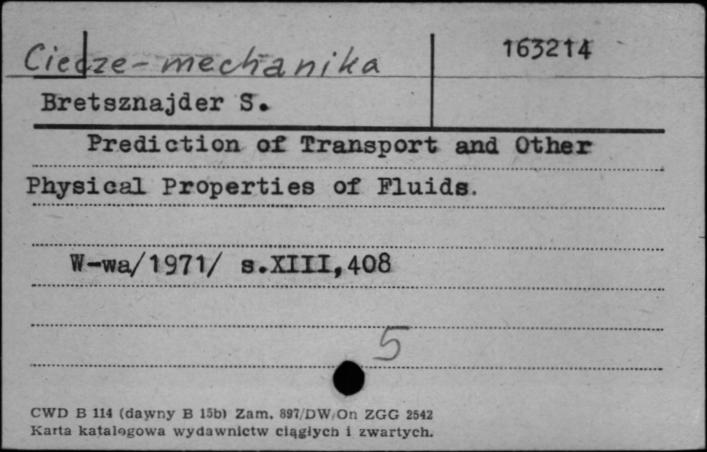 163214
Ciecze - mechanika
Bretsznajder S.
Prediction of Transport and Other
Physical Properties of Fluids.
W-wa/1971/ s.XIII,408
5
CWD B 114 (dawny B 15b) Zam. 897/DW/On ZGG 2542
Karta katalogowa wydawnictw ciągłych i zwartych.